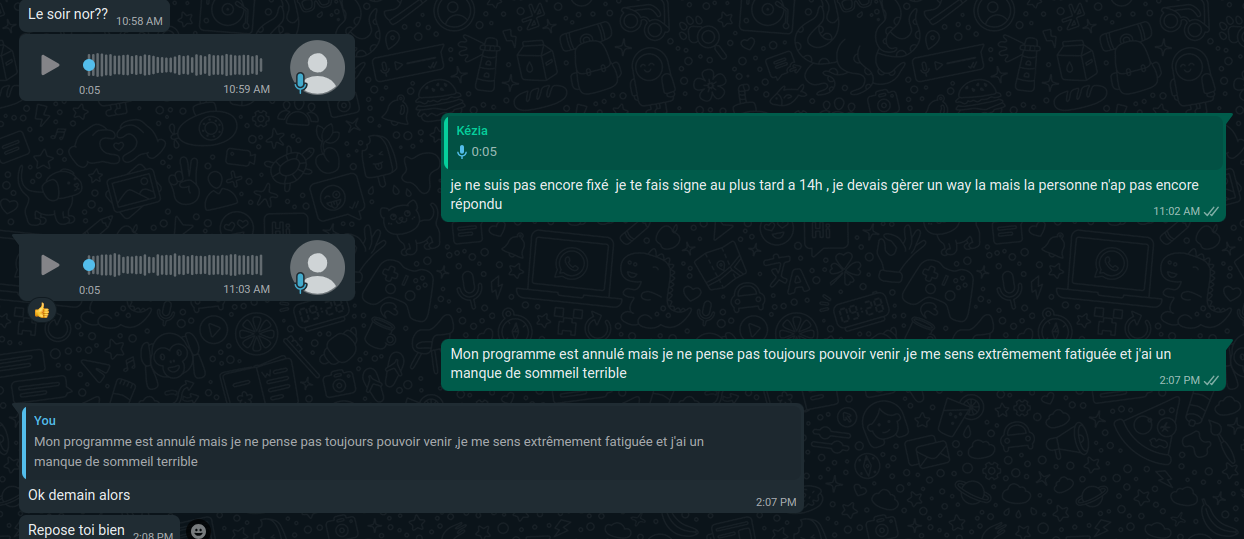 Le soir nor??
10:58 AM
0:05
10:59 AM
Kézia
0:05
je ne suis pas encore fixé  je te fais signe au plus tard a 14h , je devais gèrer un way la mais la personne n'ap pas encore
répondu
11:02 AM
0:05
11:03 AM
Mon programme est annulé mais je ne pense pas toujours pouvoir venir ,je me sens extrêmement fatiguée et j'ai un
manque de sommeil terrible
2:07 PM
You
Mon programme est annulé mais je ne pense pas toujours pouvoir venir ,je me sens extrêmement fatiguée et j'ai un
manque de sommeil terrible
Ok demain alors
2:07 PM
Repose toi bien
2:08 PM